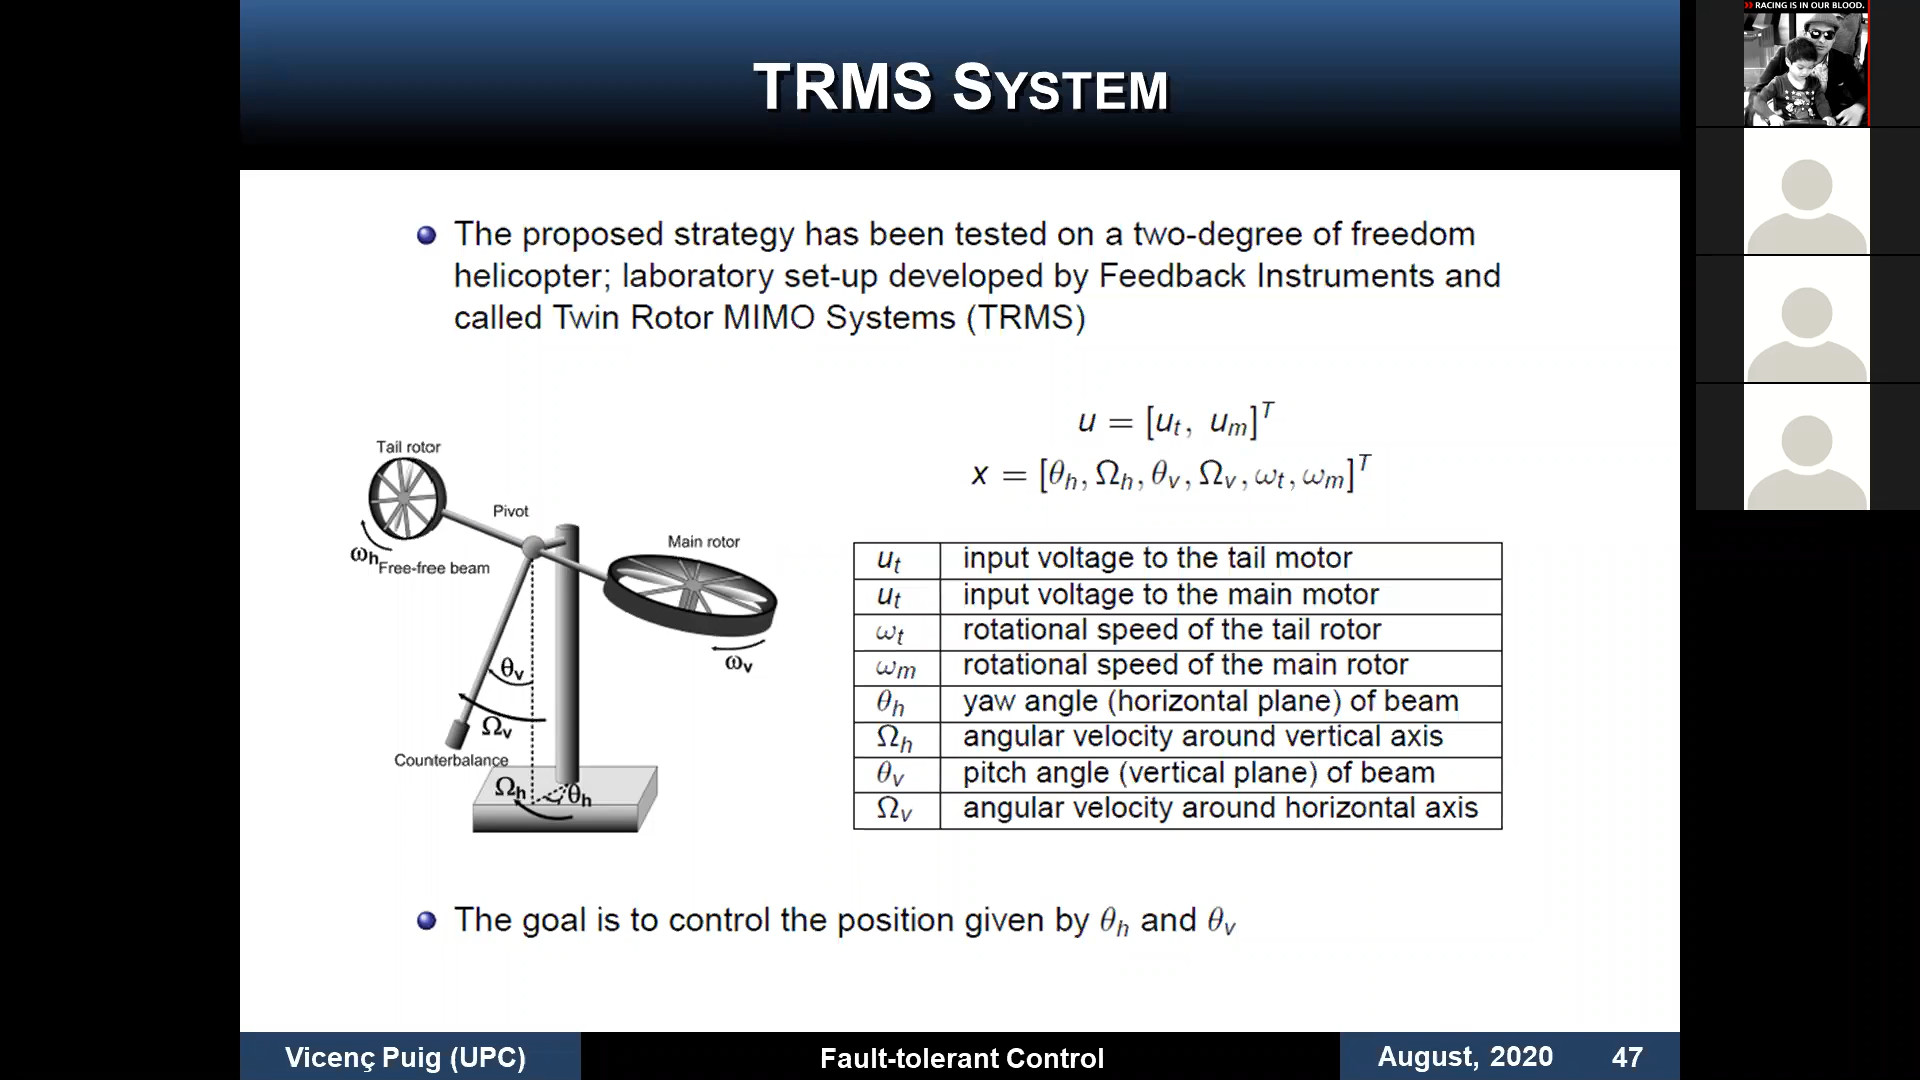 TRMS SYSTEM
» RACING IS IN OUR BLOOD.
The proposed strategy has been tested on a two-degree of freedom
helicopter; laboratory set-up developed by Feedback Instruments and
called Twin Rotor MIMO Systems (TRMS)
u = [u_t, u_m]^T
x = [θ_h, Ω_h, θ_v, Ω_v, ω_t, ω_m]^T
Tail rotor
Pivot
Main rotor
ω_h
Free-free beam
θ_v
ω_v
Ω_v
Counterbalance
Ω_h
θ_h
u_t input voltage to the tail motor
u_t input voltage to the main motor
ω_t rotational speed of the tail rotor
ω_m rotational speed of the main rotor
θ_h yaw angle (horizontal plane) of beam
Ω_h angular velocity around vertical axis
θ_v pitch angle (vertical plane) of beam
Ω_v angular velocity around horizontal axis
The goal is to control the position given by θ_h and θ_v
Vicenç Puig (UPC) Fault-tolerant Control August, 2020 47